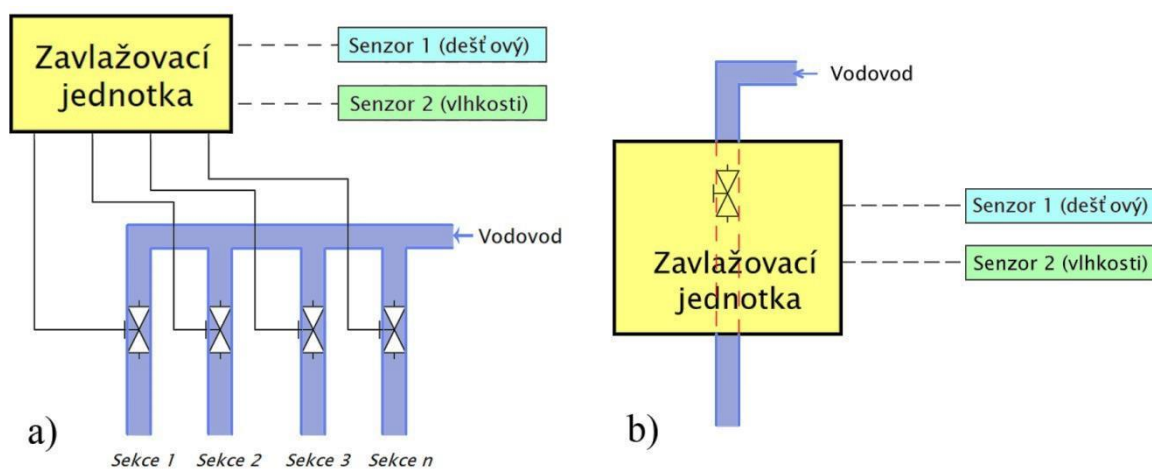 Zavlažovací
jednotka
Senzor 1 (dešťový)
Senzor 2 (vlhkosti)
Vodovod
a)
Sekce 1
Sekce 2
Sekce 3
Sekce n
Vodovod
Senzor 1 (dešťový)
Senzor 2 (vlhkosti)
Zavlažovací
jednotka
b)